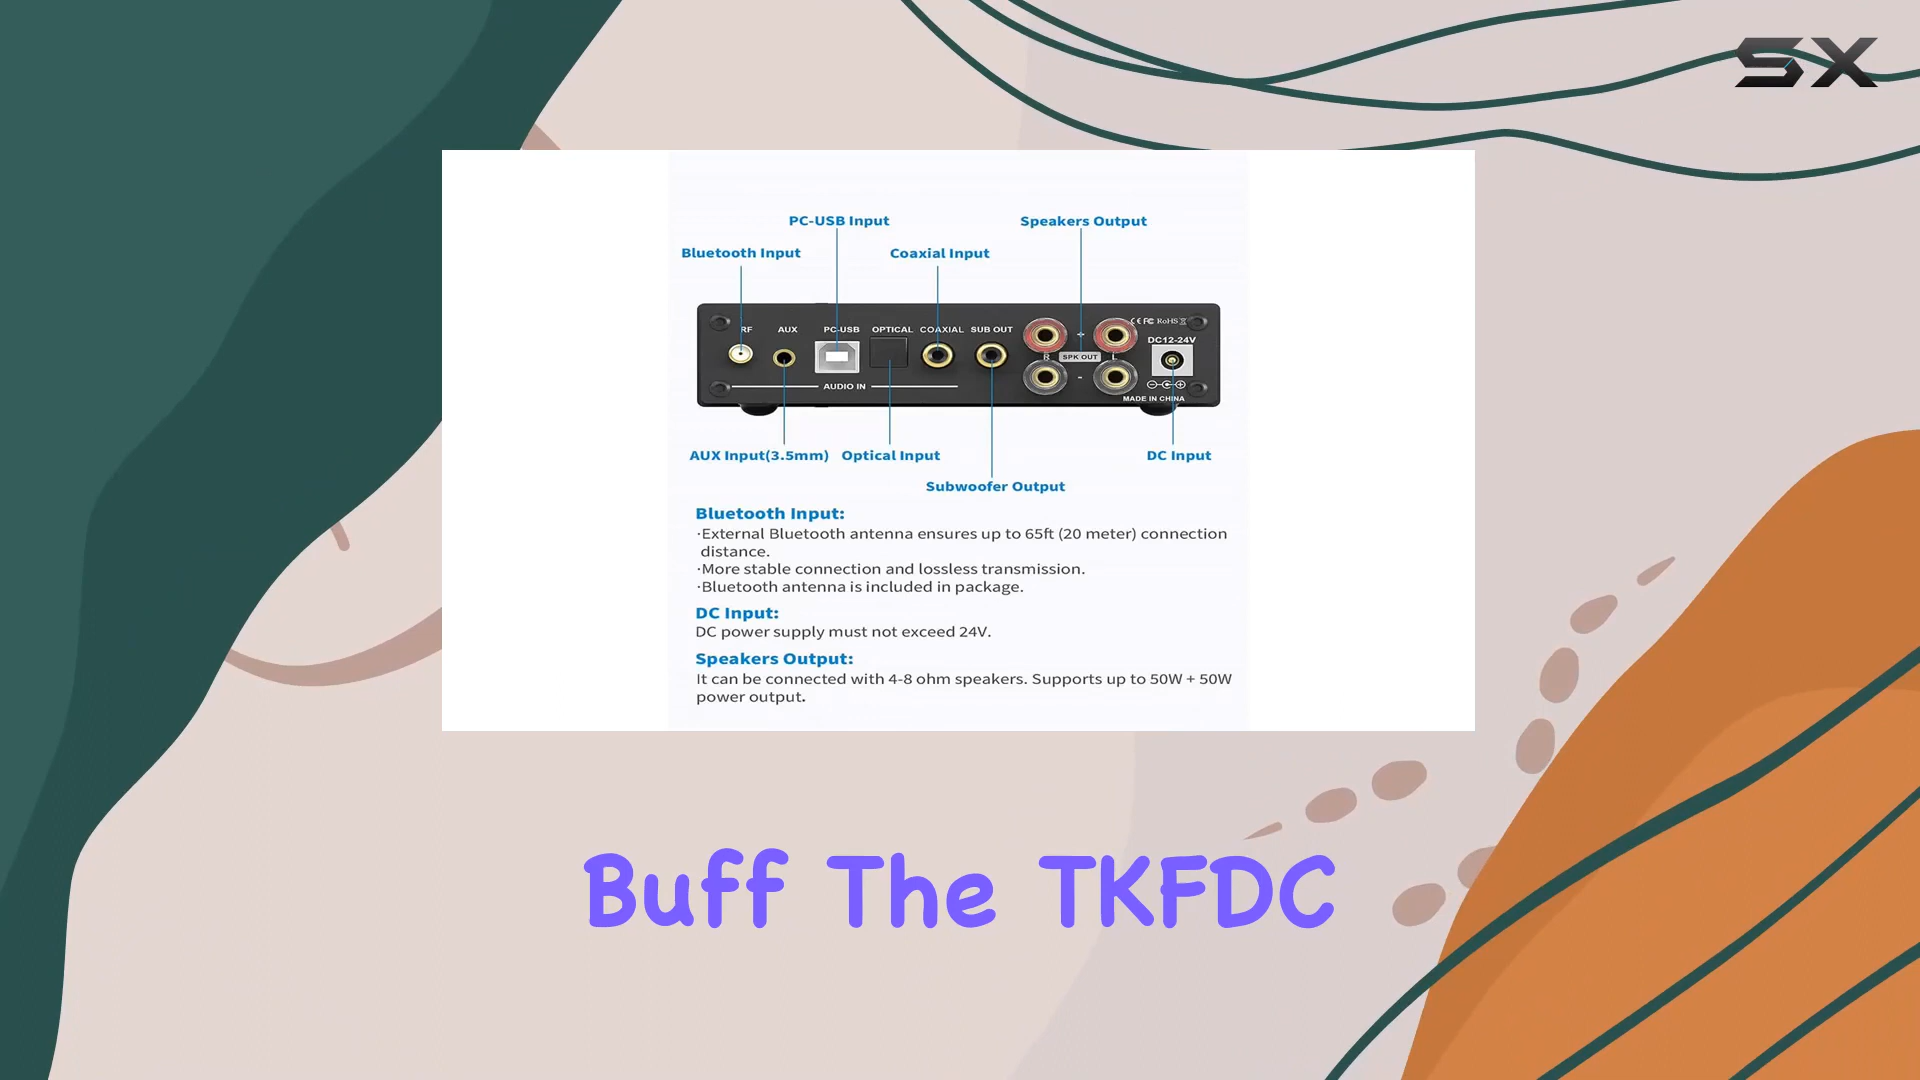 SX
PC-USB Input
Speakers Output
Bluetooth Input
Coaxial Input
RF
AUX
PC-USB
OPTICAL
COAXIAL
SUB OUT
CE FC RoHS
DC12-24V
R
SPK OUT
L
+
-
AUDIO IN
MADE IN CHINA
AUX Input(3.5mm)
Optical Input
DC Input
Subwoofer Output
Bluetooth Input:
·External Bluetooth antenna ensures up to 65ft (20 meter) connection
distance.
·More stable connection and lossless transmission.
·Bluetooth antenna is included in package.
DC Input:
DC power supply must not exceed 24V.
Speakers Output:
It can be connected with 4-8 ohm speakers. Supports up to 50W + 50W
power output.
Buff The TKFDC